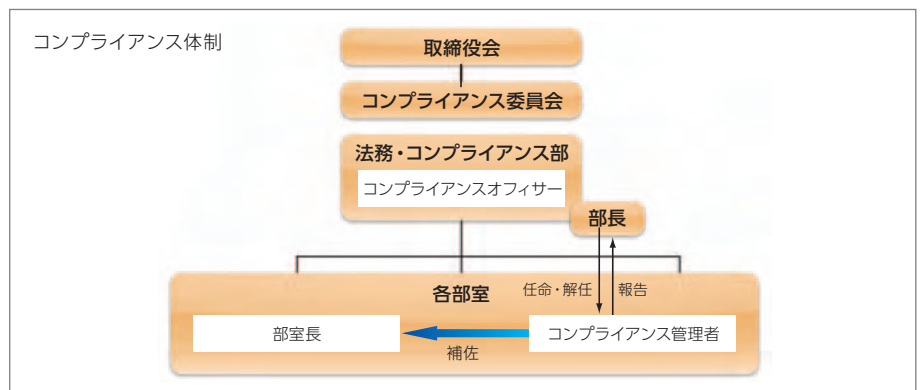 コンプライアンス体制
取締役会
コンプライアンス委員会
法務・コンプライアンス部
コンプライアンスオフィサー
部長
任命・解任
報告
各部室
部室長
補佐
コンプライアンス管理者